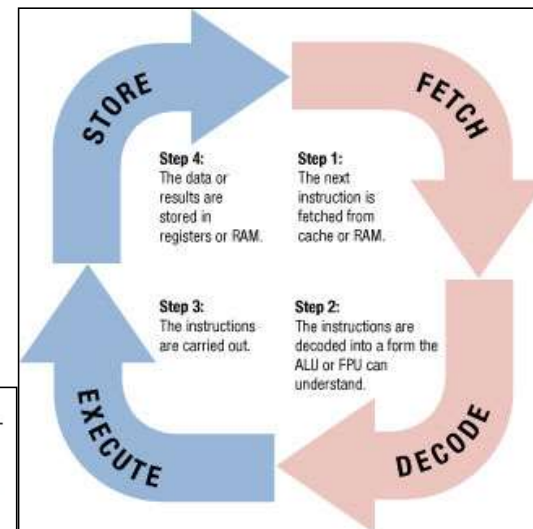 STORE
FETCH
Step 4:
The data or
results are
stored in
registers or RAM.
Step 1:
The next
instruction is
fetched from
cache or RAM.
Step 3:
The instructions
are carried out.
Step 2:
The instructions are
decoded into a form the
ALU or FPU can
understand.
EXECUTE
DECODE